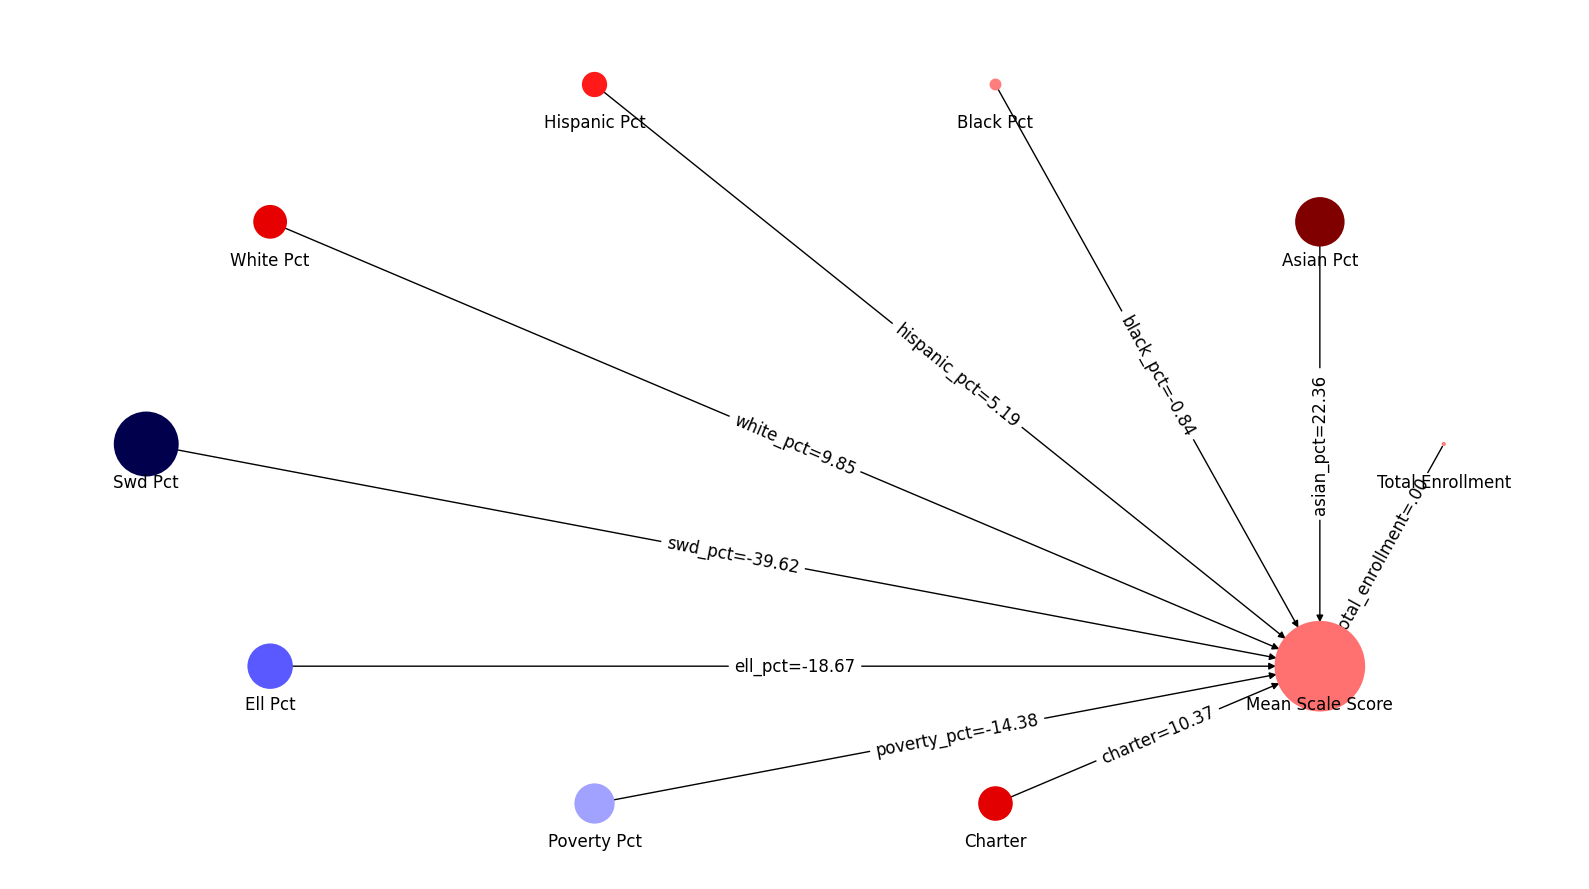 Hispanic Pct
Black Pct
White Pct
Asian Pct
hispanic_pct=5.19
black_pct=-0.84
asian_pct=22.36
white_pct=9.85
Swd Pct
Total Enrollment
otal_enrollment=.00
swd_pct=-39.62
ell_pct=-18.67
Ell Pct
Mean Scale Score
poverty_pct=-14.38
charter=10.37
Poverty Pct
Charter